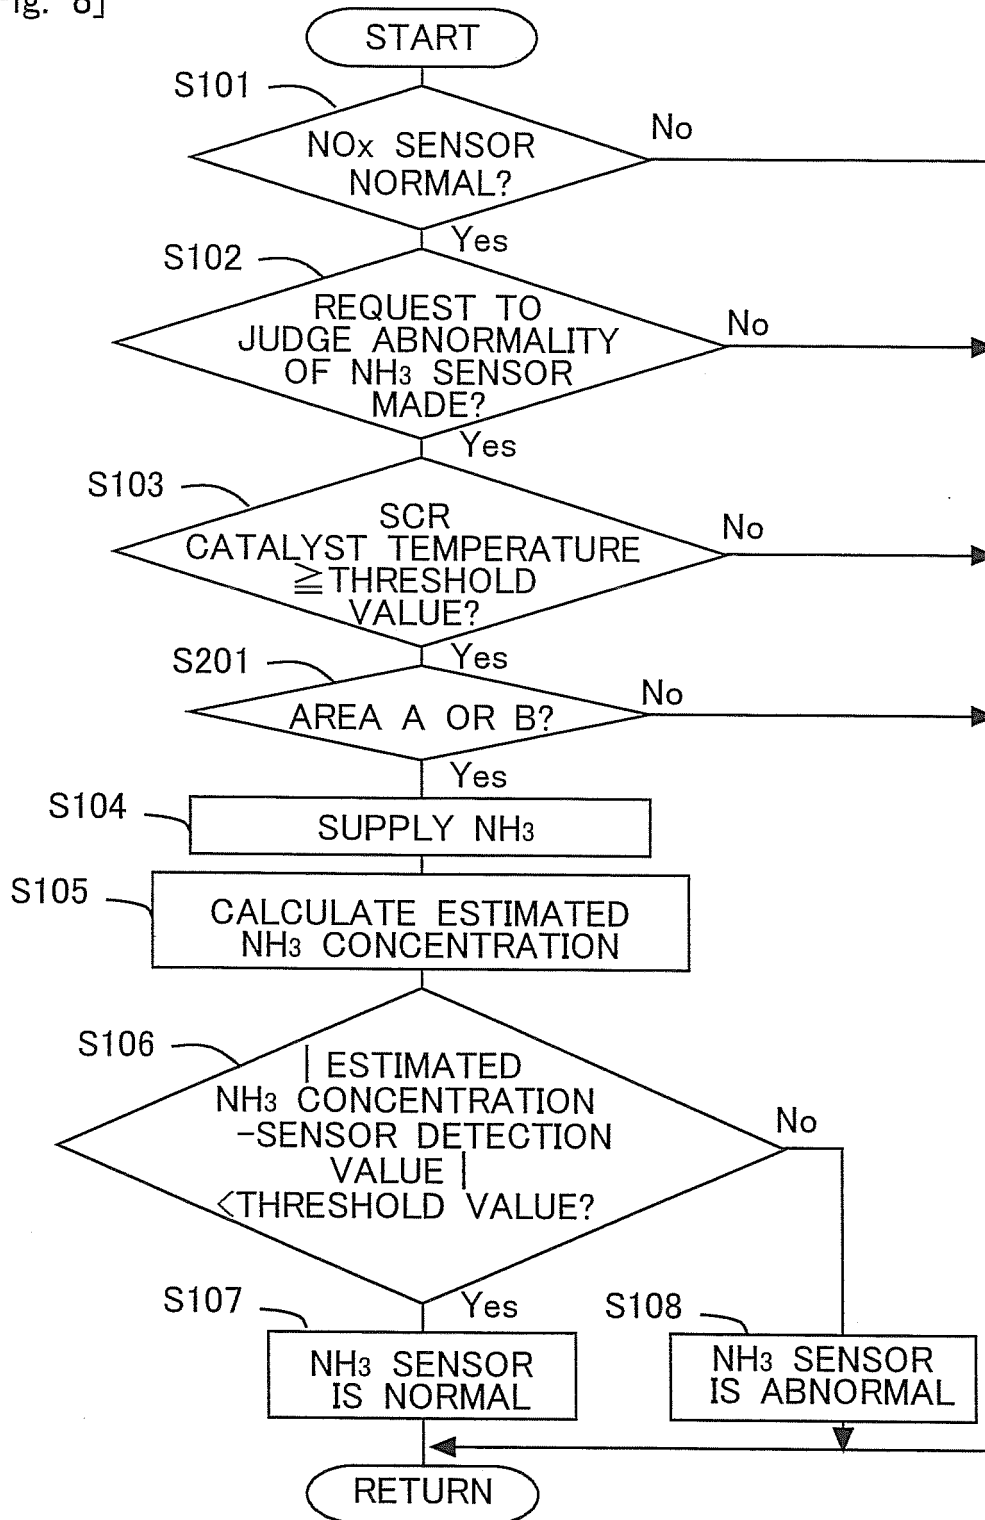 Fig. 8]
START
S101
NOx SENSOR
NORMAL?
No
Yes
S102
REQUEST TO
JUDGE ABNORMALITY
OF NH3 SENSOR
MADE?
No
Yes
S103
SCR
CATALYST TEMPERATURE
≧THRESHOLD
VALUE?
No
Yes
S201
AREA A OR B?
No
Yes
S104
SUPPLY NH3
S105
CALCULATE ESTIMATED
NH3 CONCENTRATION
S106
| ESTIMATED
NH3 CONCENTRATION
-SENSOR DETECTION
VALUE |
<THRESHOLD VALUE?
No
Yes
S107
NH3 SENSOR
IS NORMAL
S108
NH3 SENSOR
IS ABNORMAL
RETURN